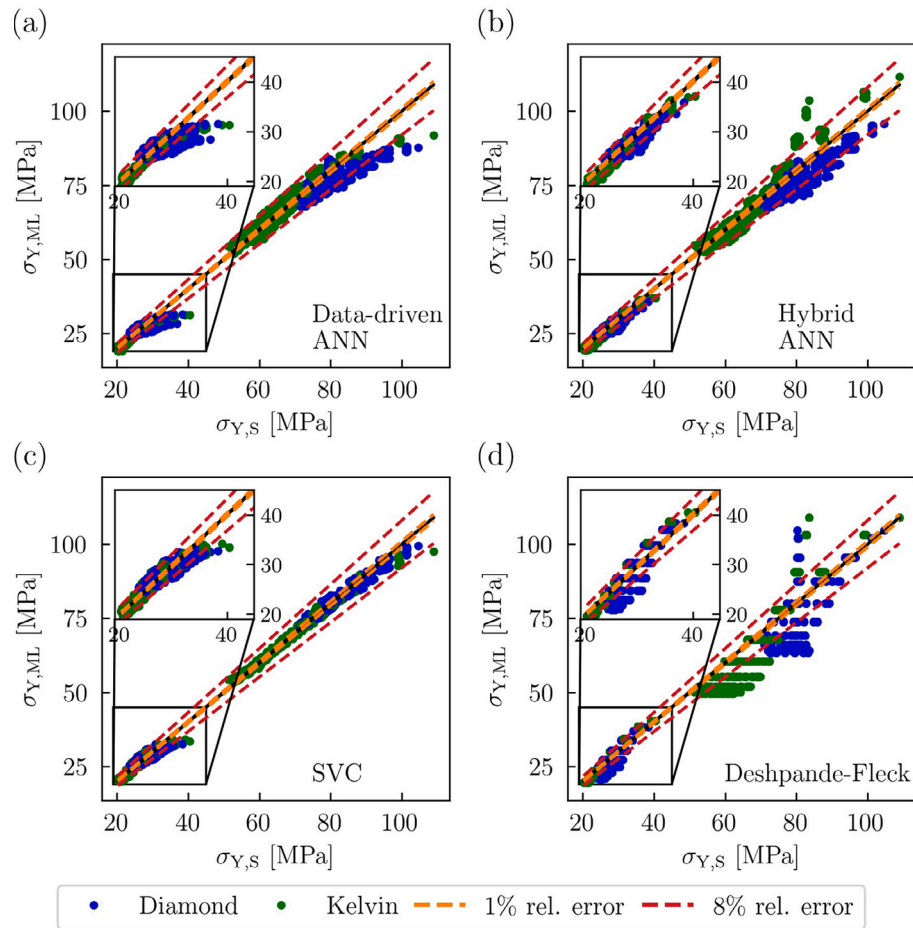 (a)
100
75
50
25
σY,ML [MPa]
40
30
20
20
40
Data-driven
ANN
20
40
60
80
100
σY,S [MPa]
(b)
100
75
50
25
σY,ML [MPa]
40
30
20
20
40
Hybrid
ANN
20
40
60
80
100
σY,S [MPa]
(c)
100
75
50
25
σY,ML [MPa]
40
30
20
20
40
SVC
20
40
60
80
100
σY,S [MPa]
(d)
100
75
50
25
σY,ML [MPa]
40
30
20
20
40
Deshpande-Fleck
20
40
60
80
100
σY,S [MPa]
Diamond
Kelvin
1% rel. error
8% rel. error